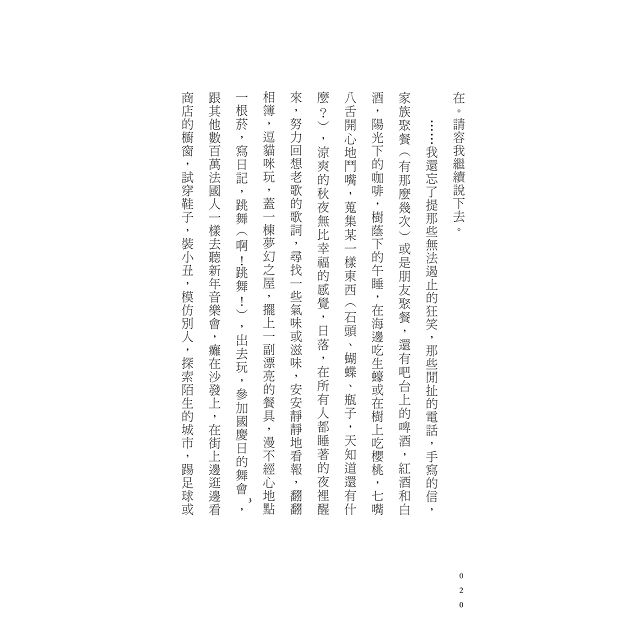 在。請容我繼續說下去。
……我還忘了提那些無法遏止的狂笑，那些閒扯的電話，手寫的信，
家族聚餐（有那麼幾次）或是朋友聚餐，還有吧台上的啤酒，紅酒和白
酒，陽光下的咖啡，樹蔭下的午睡，在海邊吃生蠔或在樹上吃櫻桃，七嘴
八舌開心地鬥嘴，蒐集某一樣東西（石頭、蝴蝶、瓶子，天知道還有什
麼？），涼爽的秋夜無比幸福的感覺，日落，在所有人都睡著的夜裡醒
來，努力回想老歌的歌詞，尋找一些氣味或滋味，安安靜靜地看報，翻翻
相簿，逗貓咪玩，蓋一棟夢幻之屋，擺上一副漂亮的餐具，漫不經心地點
一根菸，寫日記，跳舞（啊！跳舞！），出去玩，參加國慶日的舞會，
跟其他數百萬法國人一樣去聽新年音樂會，癱在沙發上，在街上邊逛邊看
商店的櫥窗，試穿鞋子，裝小丑，模仿別人，探索陌生的城市，踢足球或
020